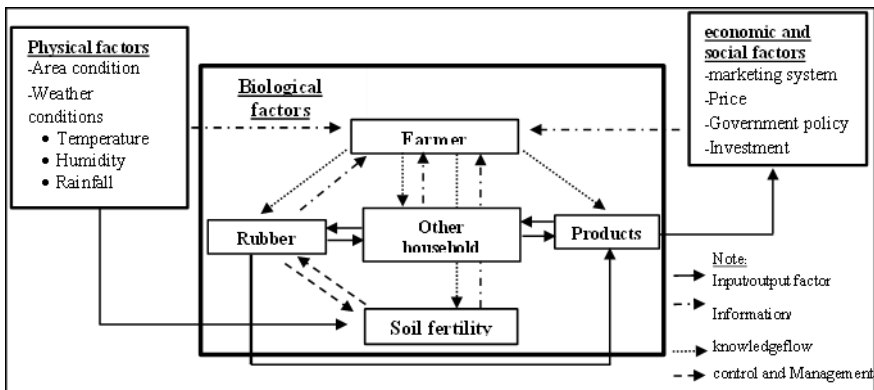 Physical factors
-Area condition
-Weather
conditions
• Temperature
• Humidity
• Rainfall
Biological
factors
Farmer
Rubber
Other
household
Products
Soil fertility
economic and
social factors
-marketing system
-Price
-Government policy
-Investment
Note:
Input/output factor
Information/
knowledgeflow
control and Management